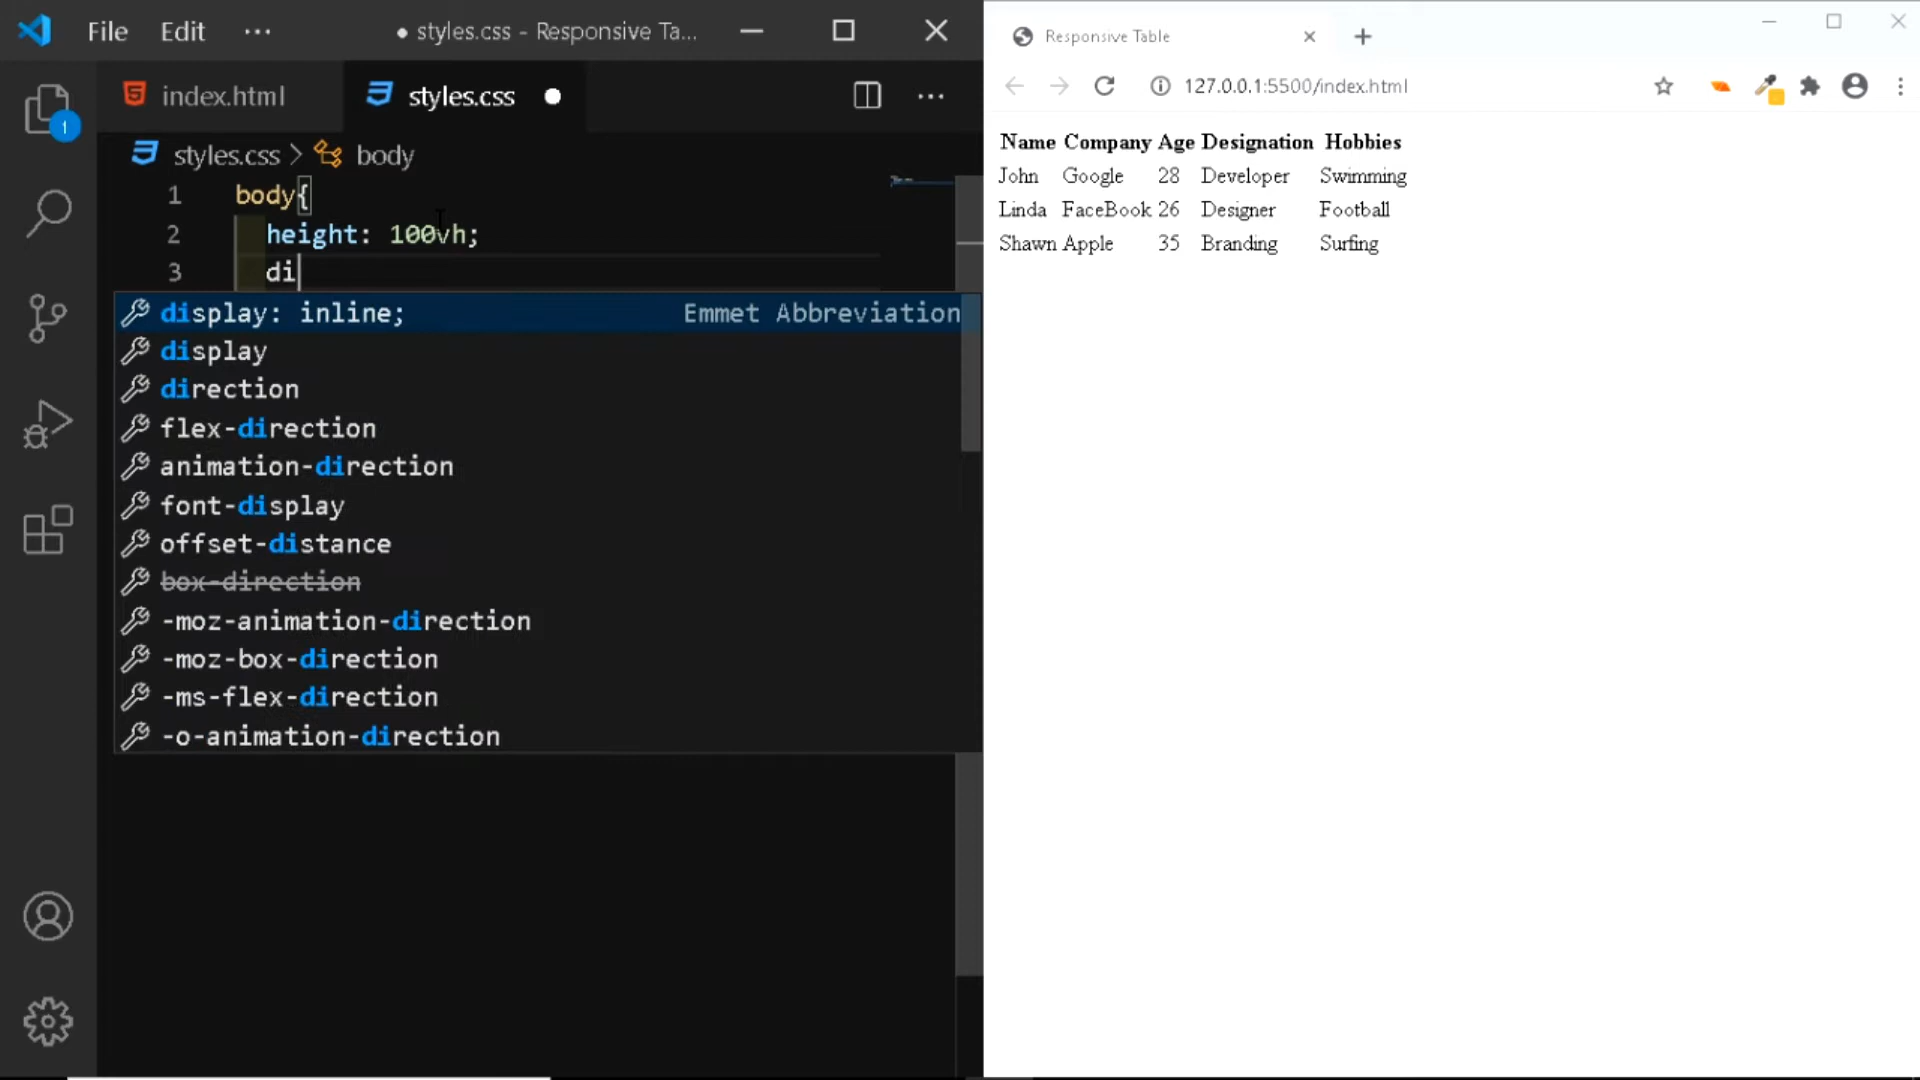 File Edit ··· ● styles.css - Responsive Ta...
index.html styles.css ●
styles.css > body
1 body{
2 height: 100vh;
3 di
display: inline; Emmet Abbreviation
display
direction
flex-direction
animation-direction
font-display
offset-distance
box-direction
-moz-animation-direction
-moz-box-direction
-ms-flex-direction
-o-animation-direction
1
Responsive Table
127.0.0.1:5500/index.html
Name Company Age Designation Hobbies
John Google 28 Developer Swimming
Linda FaceBook 26 Designer Football
Shawn Apple 35 Branding Surfing